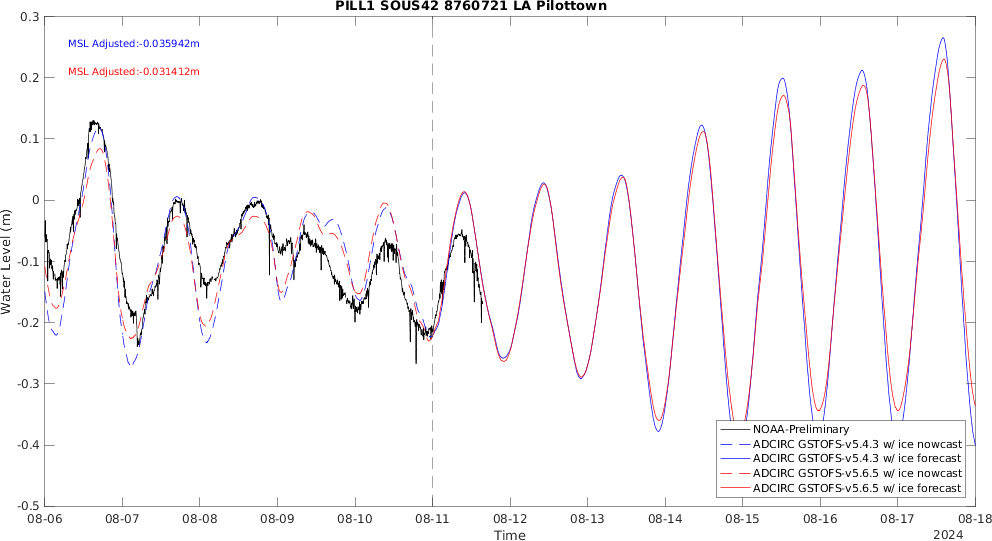 PILL1 SOUS42 8760721 LA Pilottown
0.3
MSL Adjusted:-0.035942m
MSL Adjusted:-0.031412m
0.2
0.1
0
-0.1
-0.2
-0.3
-0.4
-0.5
Water Level (m)
NOAA-Preliminary
ADCIRC GSTOFS-v5.4.3 w/ ice nowcast
ADCIRC GSTOFS-v5.4.3 w/ ice forecast
ADCIRC GSTOFS-v5.6.5 w/ ice nowcast
ADCIRC GSTOFS-v5.6.5 w/ ice forecast
08-06 08-07 08-08 08-09 08-10 08-11 08-12 08-13 08-14 08-15 08-16 08-17 08-18
Time
2024